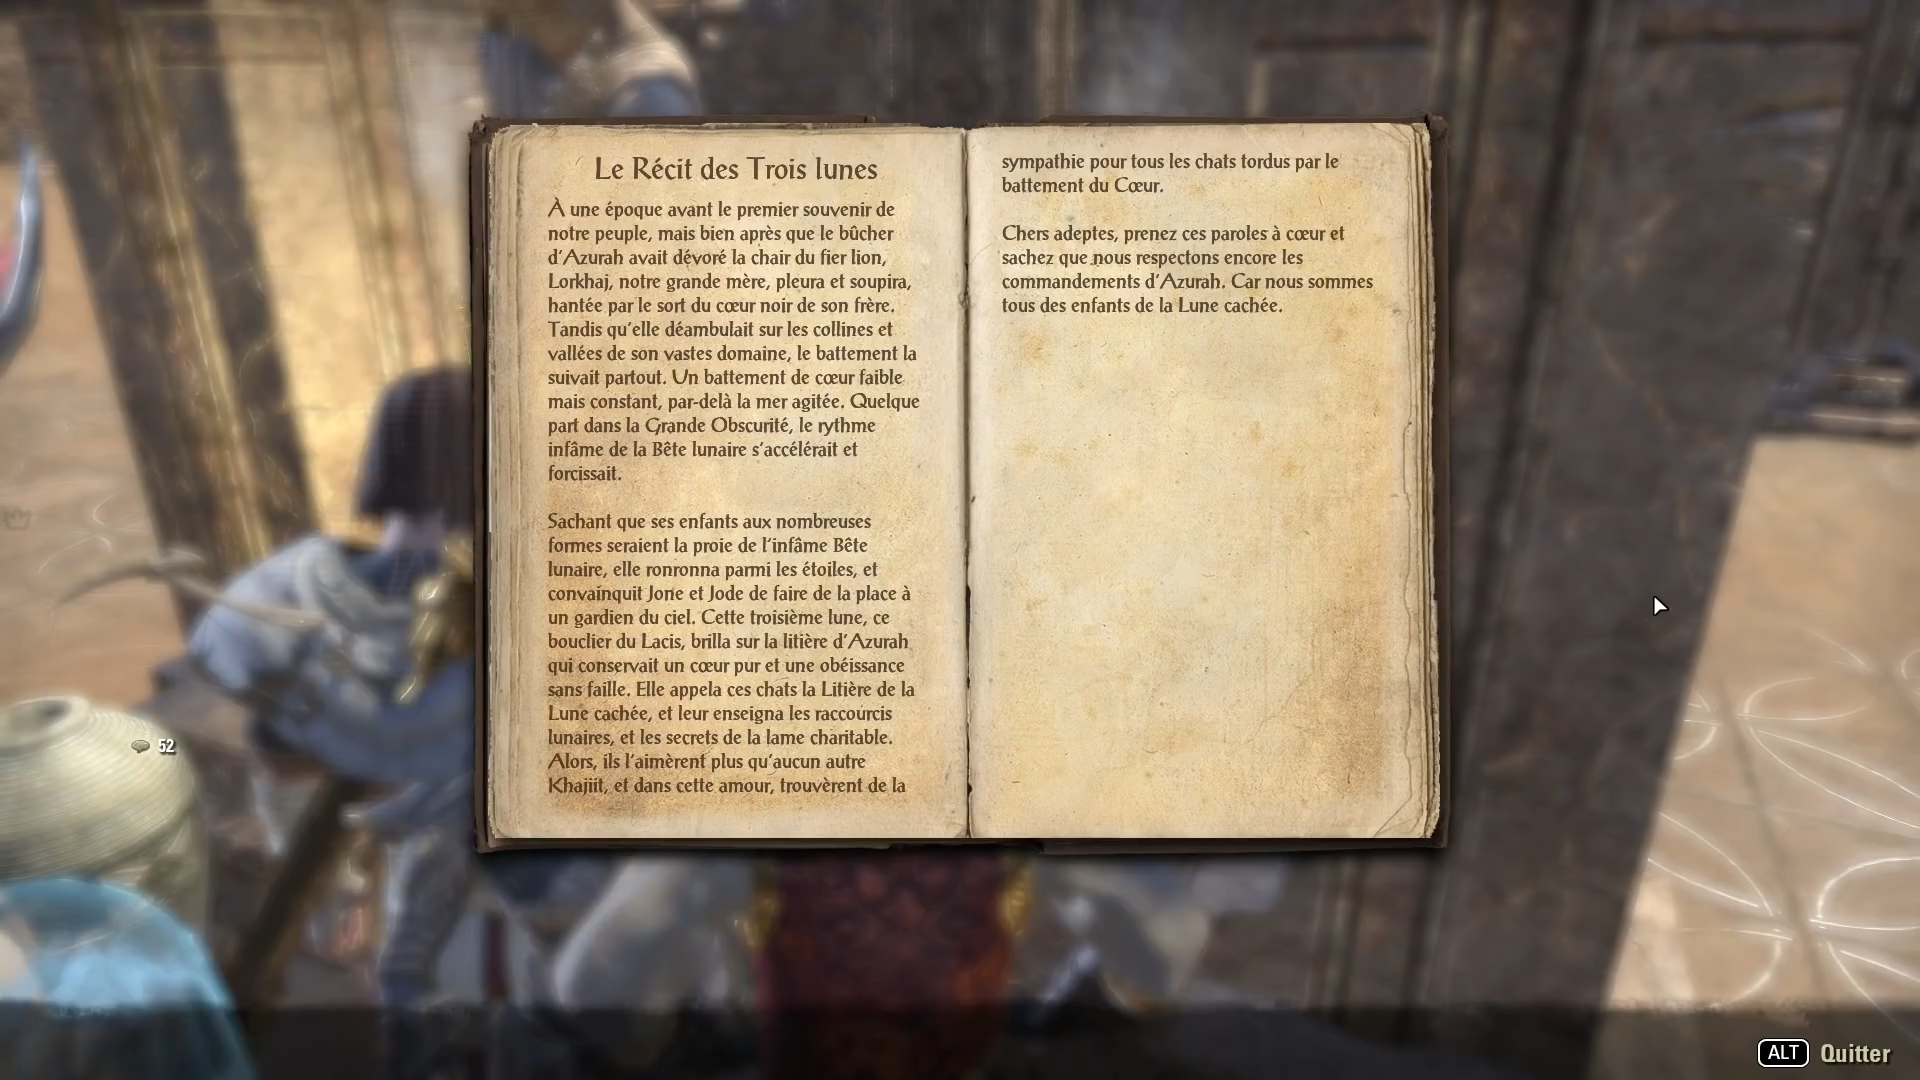 Le Récit des Trois lunes
À une époque avant le premier souvenir de
notre peuple, mais bien après que le bûcher
d'Azurah avait dévoré la chair du fier lion,
Lorkhaj, notre grande mère, pleura et soupira,
hantée par le sort du cœur noir de son frère.
Tandis qu'elle déambulait sur les collines et
vallées de son vastes domaine, le battement la
suivait partout. Un battement de cœur faible
mais constant, par-delà la mer agitée. Quelque
part dans la Grande Obscurité, le rythme
infâme de la Bête lunaire s'accélérait et
forcissait.
Sachant que ses enfants aux nombreuses
formes seraient la proie de l'infâme Bête
lunaire, elle ronronna parmi les étoiles, et
convainquit Jone et Jode de faire de la place à
un gardien du ciel. Cette troisième lune, ce
bouclier du Lacis, brilla sur la litière d'Azurah
qui conservait un cœur pur et une obéissance
sans faille. Elle appela ces chats la Litière de la
Lune cachée, et leur enseigna les raccourcis
lunaires, et les secrets de la lame charitable.
Alors, ils l'aimèrent plus qu'aucun autre
Khajiit, et dans cette amour, trouvèrent de la
sympathie pour tous les chats tordus par le
battement du Cœur.
Chers adeptes, prenez ces paroles à cœur et
sachez que nous respectons encore les
commandements d'Azurah. Car nous sommes
tous des enfants de la Lune cachée.
52
ALT Quitter